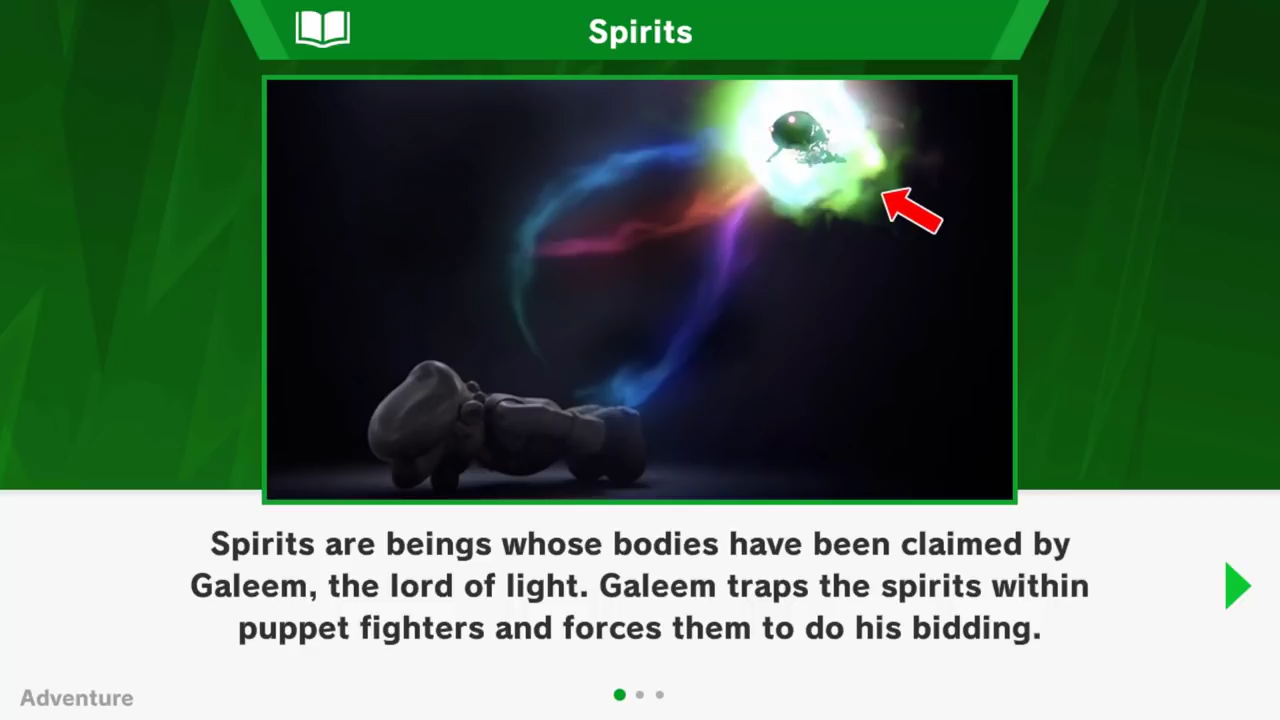 Spirits
Spirits are beings whose bodies have been claimed by
Galeem, the lord of light. Galeem traps the spirits within
puppet fighters and forces them to do his bidding.
Adventure